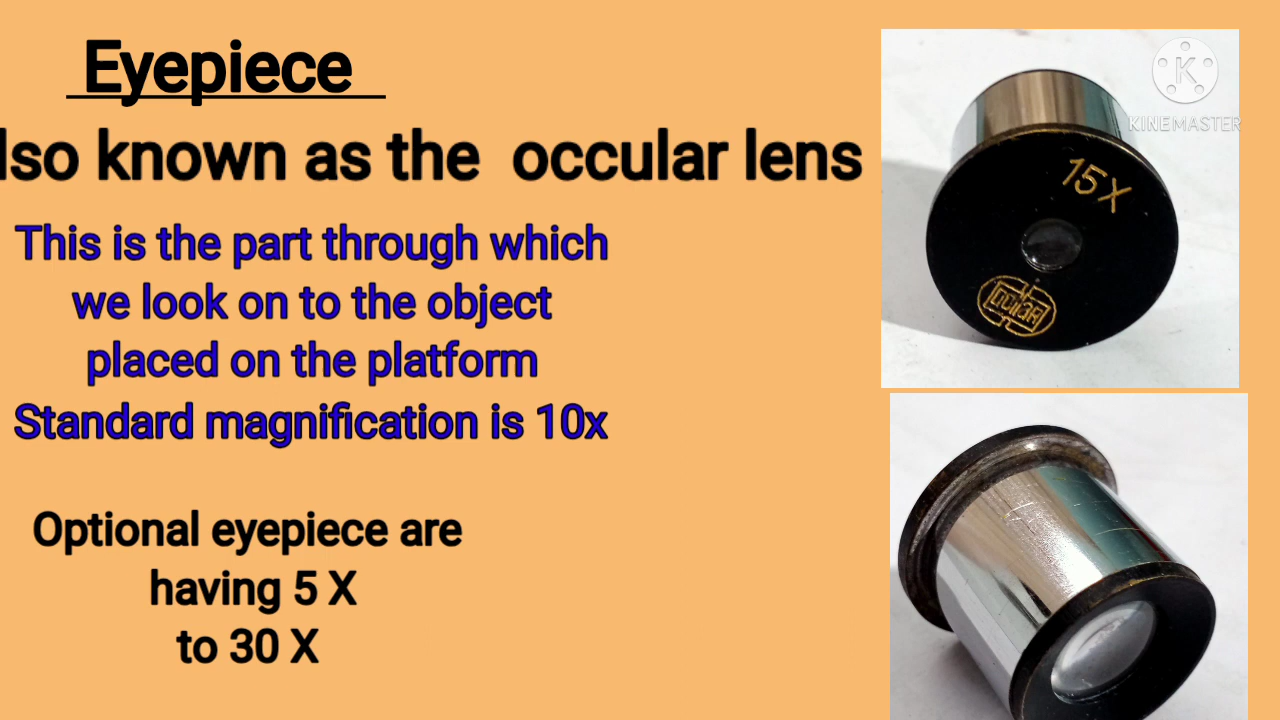 Eyepiece
lso known as the occular lens
This is the part through which
we look on to the object
placed on the platform
Standard magnification is 10x
Optional eyepiece are
having 5 X
to 30 X
K
KINEMASTER
15X